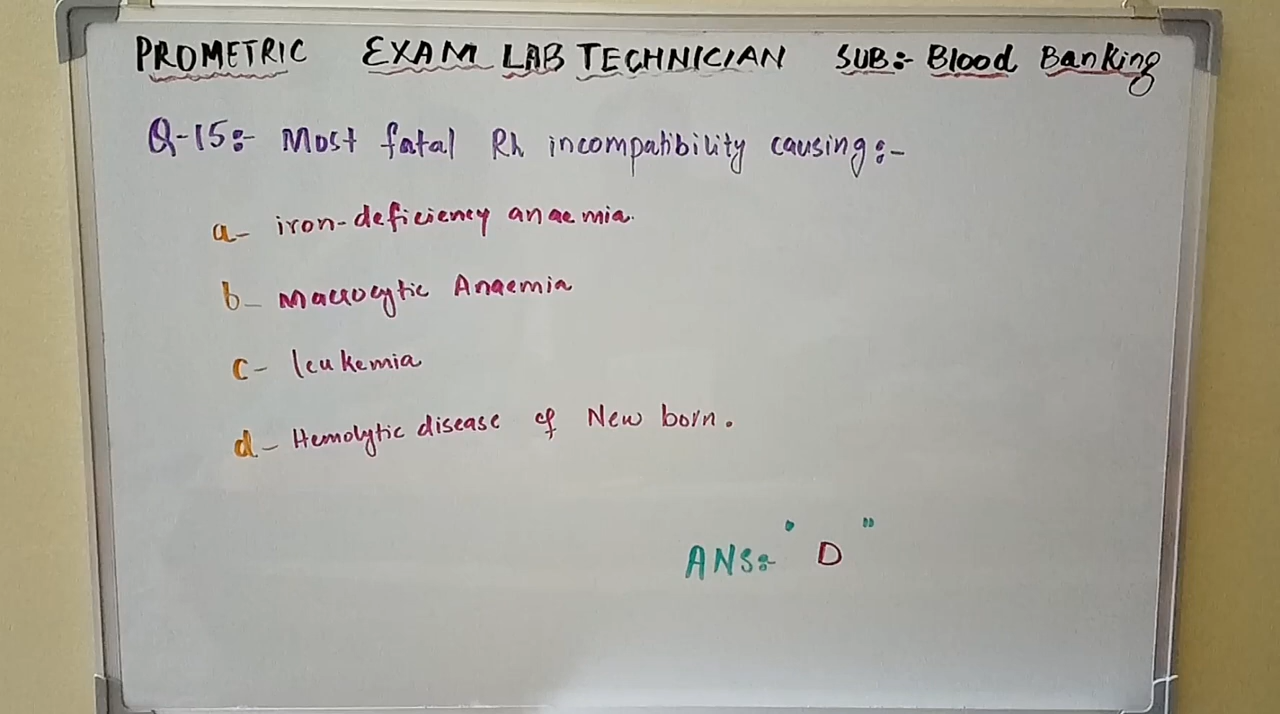 PROMETRIC EXAM LAB TECHNICIAN SUB:- Blood Banking
Q-15:- Most fatal Rh incompatibility causing:-
a- iron-deficiency anaemia.
b- Macrocytic Anaemia
c- leukemia
d- Hemolytic disease of New born.
ANS:- " D "